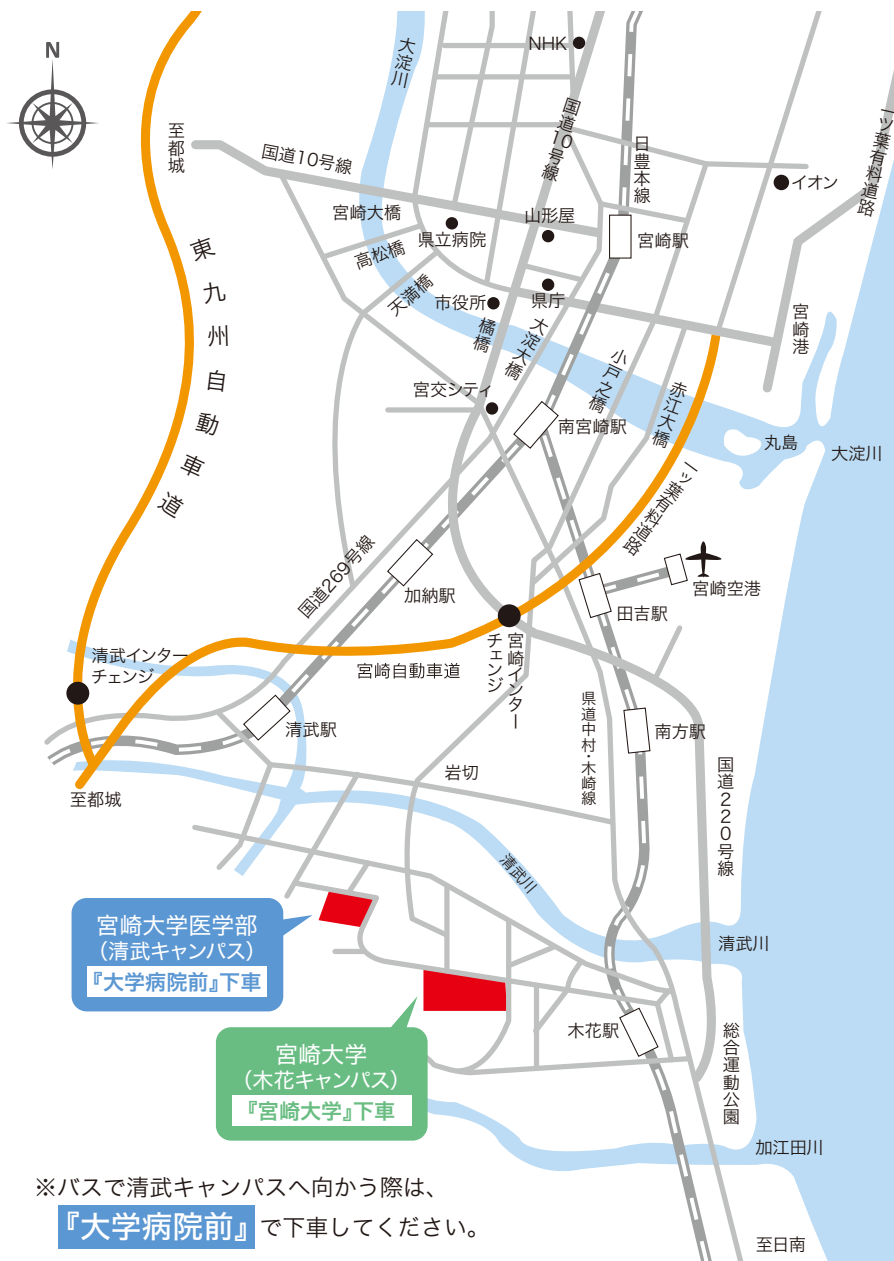 N
NHK
大淀川
国道10号線
日豊本線
一ツ葉有料道路
至都城
国道10号線
イオン
宮崎大橋
県立病院
山形屋
宮崎駅
高松橋
東九州自動車道
天満橋
市役所
県庁
橘橋
大淀大橋
宮崎港
小戸之橋
宮交シティ
赤江大橋
南宮崎駅
丸島
大淀川
一ツ葉有料道路
国道269号線
加納駅
田吉駅
宮崎空港
清武インター
チェンジ
宮崎自動車道
宮崎インター
チェンジ
清武駅
県道中村・木崎線
南方駅
至都城
岩切
国道220号線
清武川
清武川
宮崎大学医学部
(清武キャンパス)
『大学病院前』下車
宮崎大学
(木花キャンパス)
『宮崎大学』下車
木花駅
総合運動公園
加江田川
至日南
※バスで清武キャンパスへ向かう際は、
『大学病院前』で下車してください。